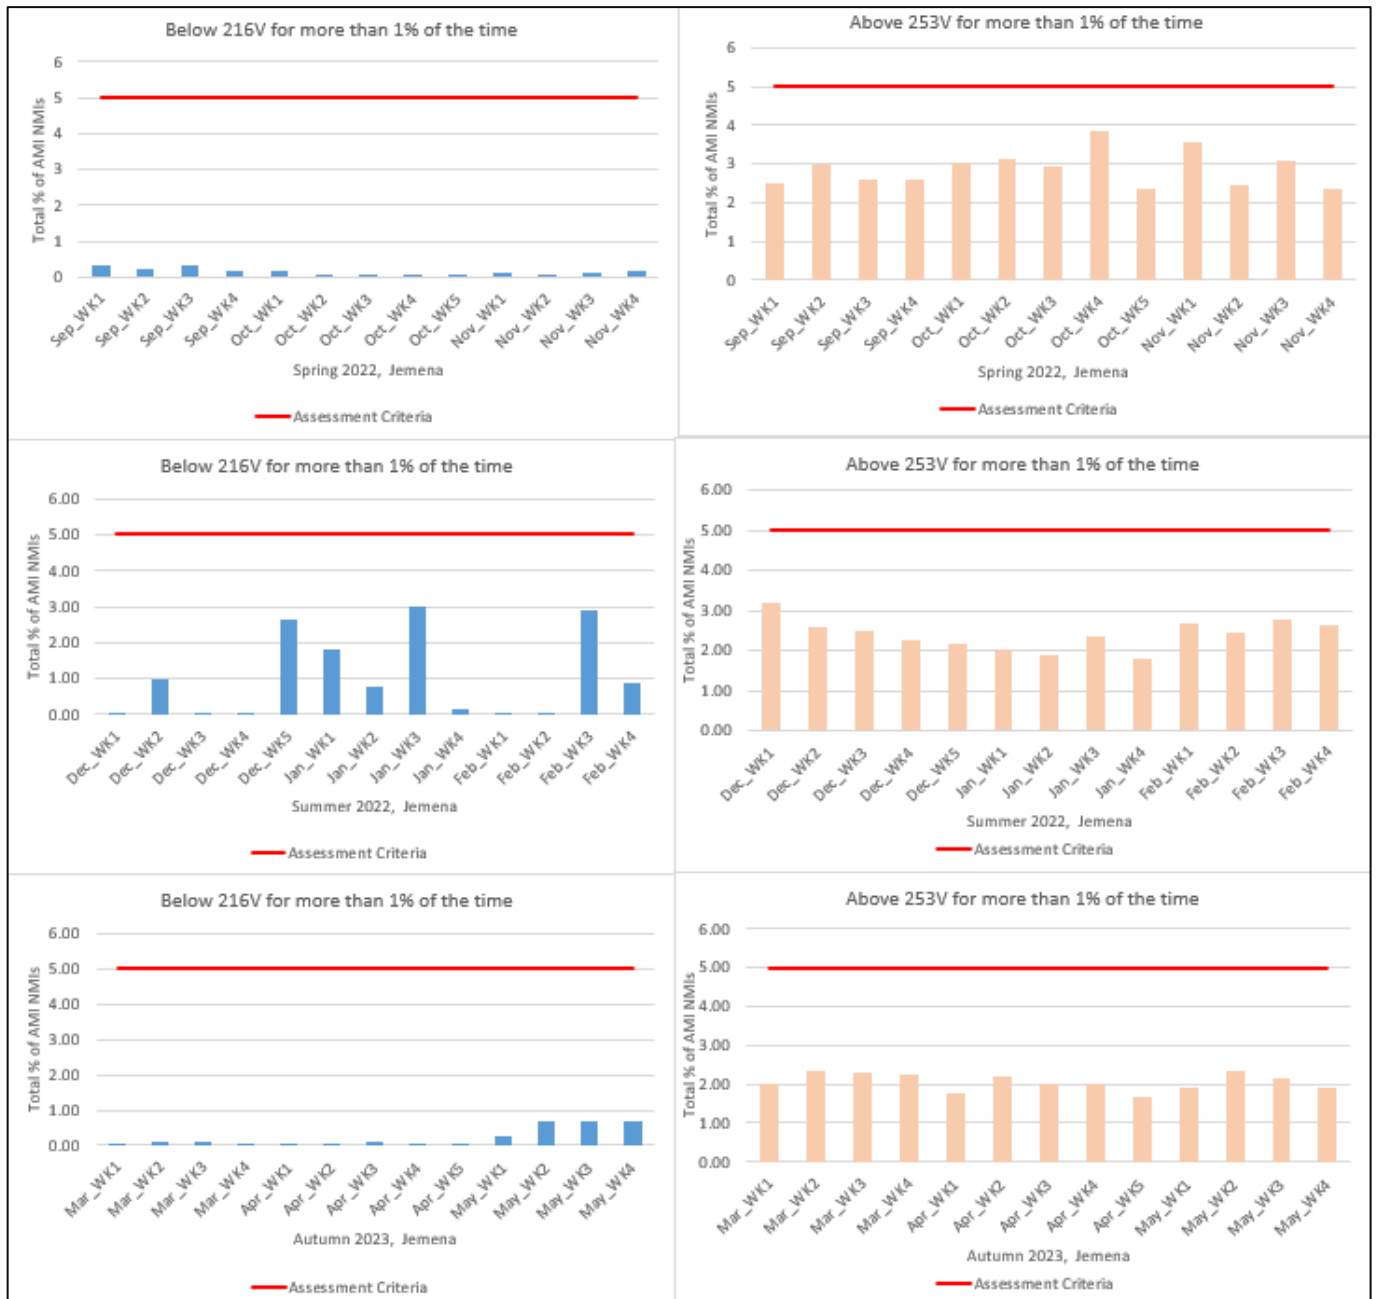 Below 216V for more than 1% of the time
Total % of AMI NMIs
6
5
4
3
2
1
0
Sep_WK1
Sep_WK2
Sep_WK3
Sep_WK4
Oct_WK1
Oct_WK2
Oct_WK3
Oct_WK4
Oct_WK5
Nov_WK1
Nov_WK2
Nov_WK3
Nov_WK4
Spring 2022, Jemena
Assessment Criteria
Above 253V for more than 1% of the time
Total % of AMI NMIs
6
5
4
3
2
1
0
Sep_WK1
Sep_WK2
Sep_WK3
Sep_WK4
Oct_WK1
Oct_WK2
Oct_WK3
Oct_WK4
Oct_WK5
Nov_WK1
Nov_WK2
Nov_WK3
Nov_WK4
Spring 2022, Jemena
Assessment Criteria
Below 216V for more than 1% of the time
Total % of AMI NMIs
6.00
5.00
4.00
3.00
2.00
1.00
0.00
Dec_WK1
Dec_WK2
Dec_WK3
Dec_WK4
Dec_WK5
Jan_WK1
Jan_WK2
Jan_WK3
Jan_WK4
Feb_WK1
Feb_WK2
Feb_WK3
Feb_WK4
Summer 2022, Jemena
Assessment Criteria
Above 253V for more than 1% of the time
Total % of AMI NMIs
6.00
5.00
4.00
3.00
2.00
1.00
0.00
Dec_WK1
Dec_WK2
Dec_WK3
Dec_WK4
Dec_WK5
Jan_WK1
Jan_WK2
Jan_WK3
Jan_WK4
Feb_WK1
Feb_WK2
Feb_WK3
Feb_WK4
Summer 2022, Jemena
Assessment Criteria
Below 216V for more than 1% of the time
Total % of AMI NMIs
6.00
5.00
4.00
3.00
2.00
1.00
0.00
Mar_WK1
Mar_WK2
Mar_WK3
Mar_WK4
Apr_WK1
Apr_WK2
Apr_WK3
Apr_WK4
Apr_WK5
May_WK1
May_WK2
May_WK3
May_WK4
Autumn 2023, Jemena
Assessment Criteria
Above 253V for more than 1% of the time
Total % of AMI NMIs
6.00
5.00
4.00
3.00
2.00
1.00
0.00
Mar_WK1
Mar_WK2
Mar_WK3
Mar_WK4
Apr_WK1
Apr_WK2
Apr_WK3
Apr_WK4
Apr_WK5
May_WK1
May_WK2
May_WK3
May_WK4
Autumn 2023, Jemena
Assessment Criteria